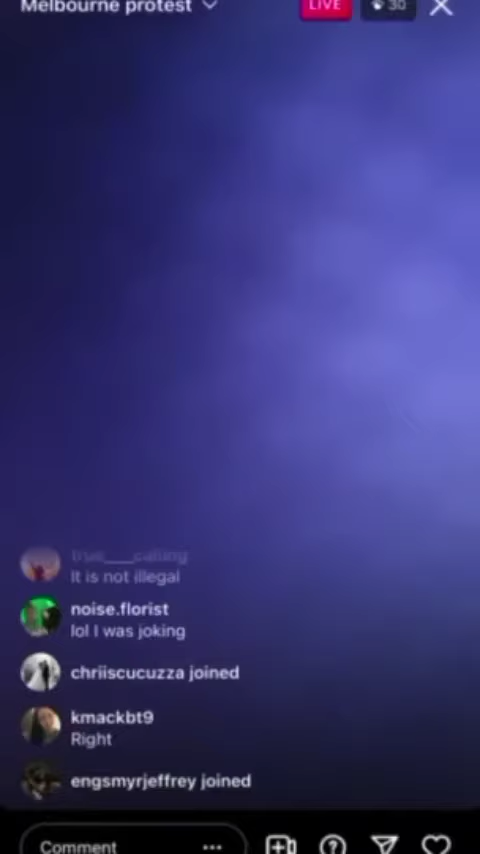 Melbourne protest
LIVE
30
It is not illegal
noise.florist
lol I was joking
chriiscucuzza joined
kmackbt9
Right
engsmyrjeffrey joined
Comment